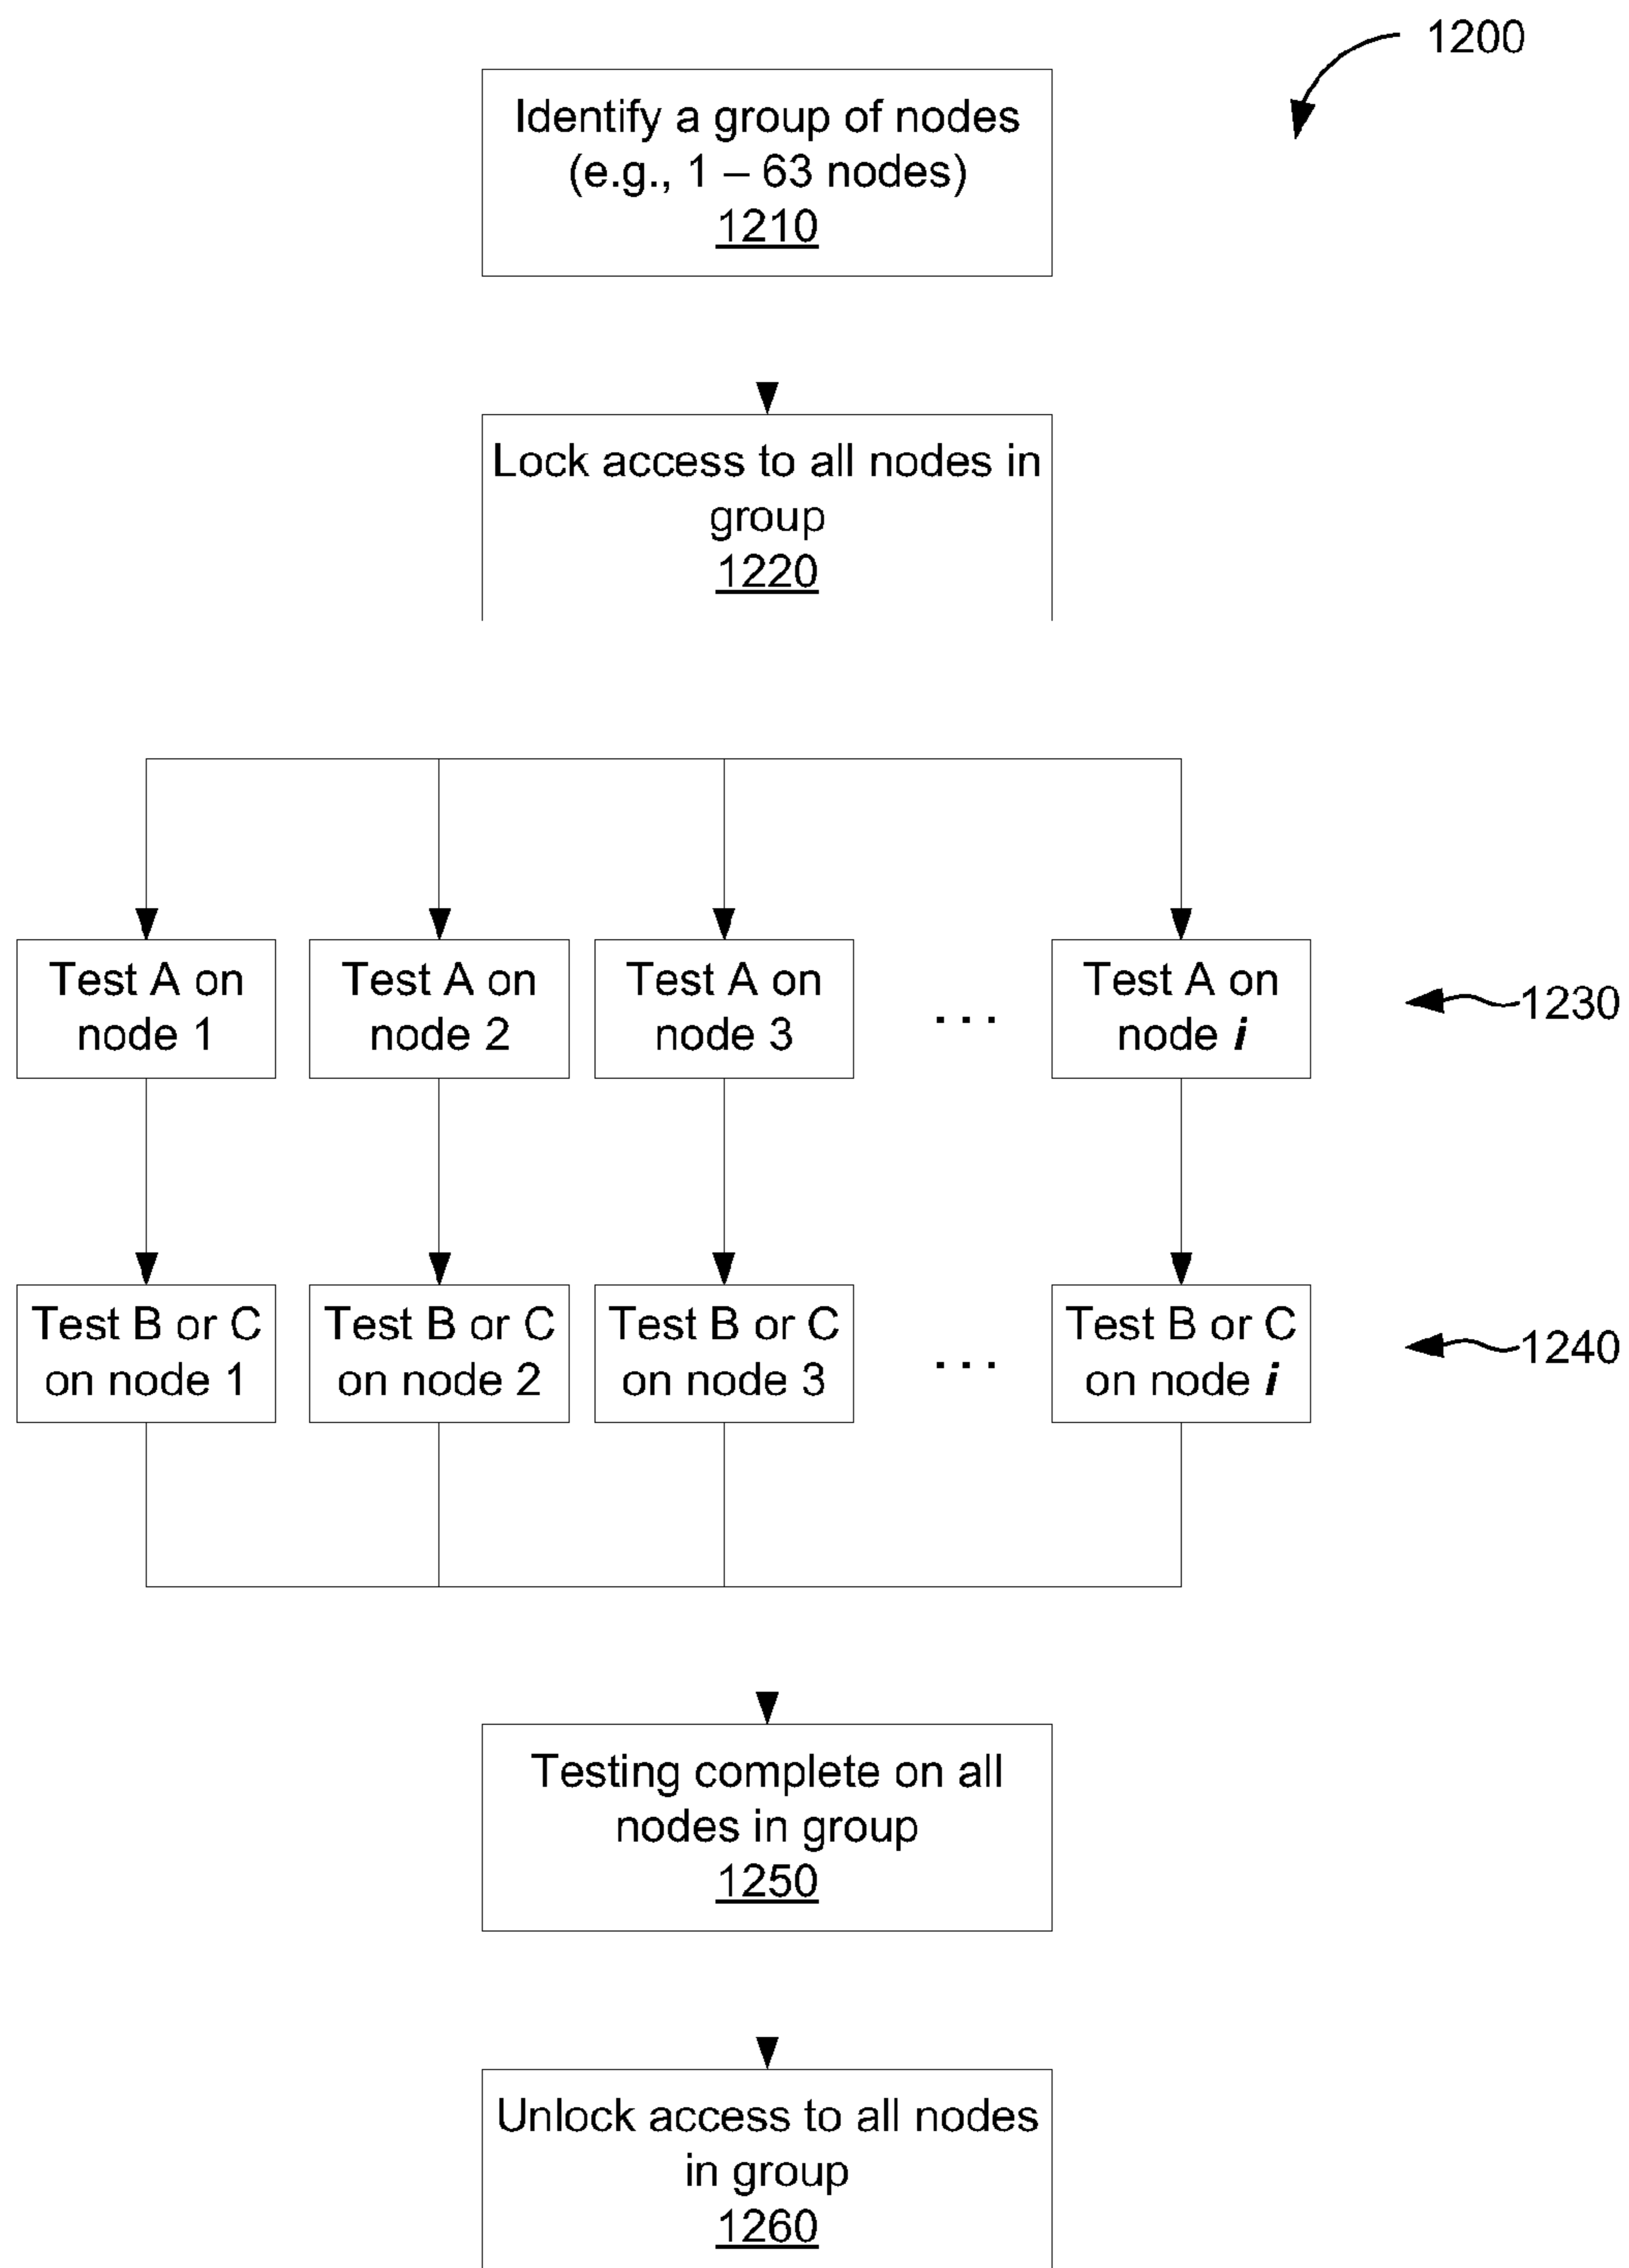 1200
Identify a group of nodes
(e.g., 1 – 63 nodes)
1210
Lock access to all nodes in
group
1220
Test A on
node 1
Test A on
node 2
Test A on
node 3
. . .
Test A on
node i
1230
Test B or C
on node 1
Test B or C
on node 2
Test B or C
on node 3
. . .
Test B or C
on node i
1240
Testing complete on all
nodes in group
1250
Unlock access to all nodes
in group
1260